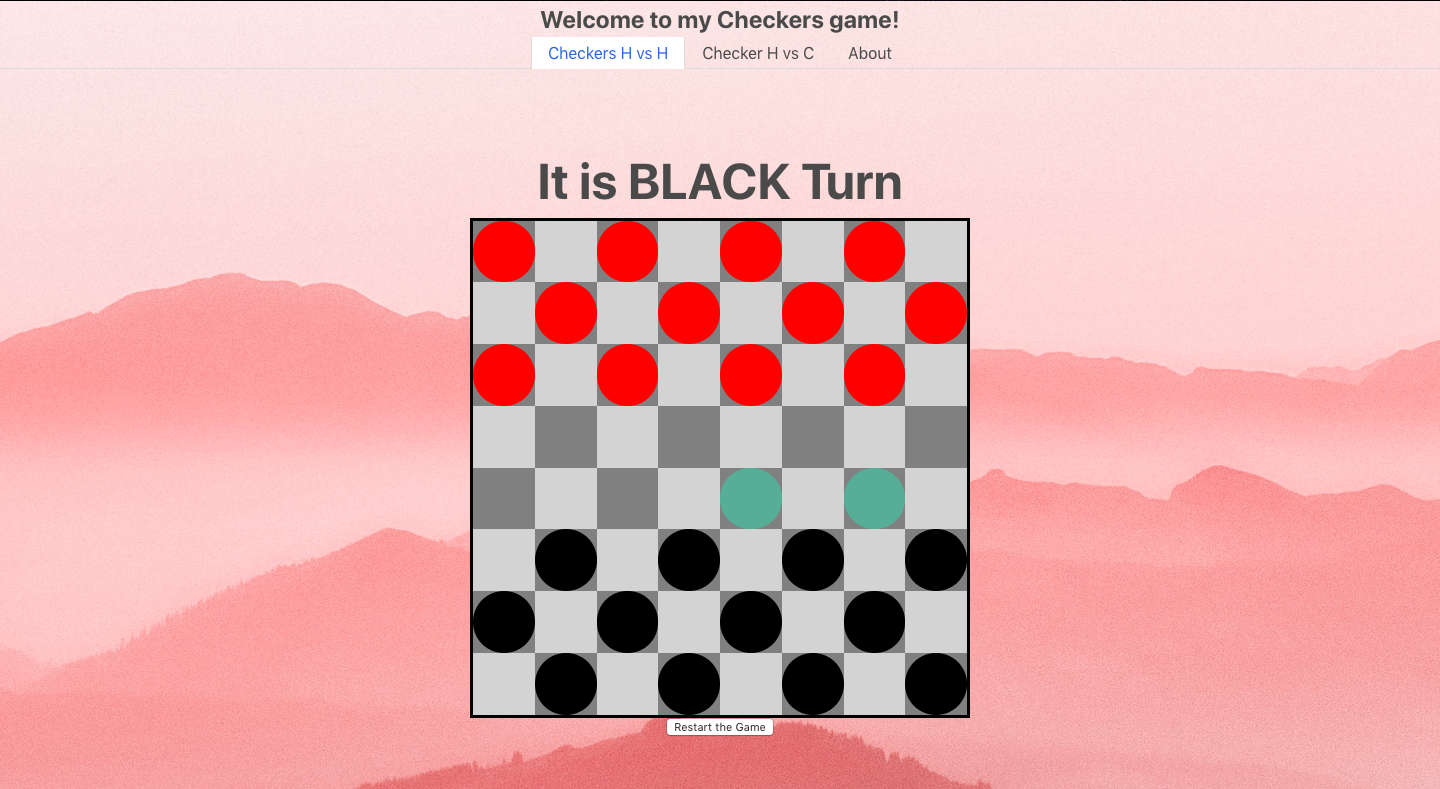 Welcome to my Checkers game!
Checkers H vs H
Checker H vs C
About
It is BLACK Turn
Restart the Game